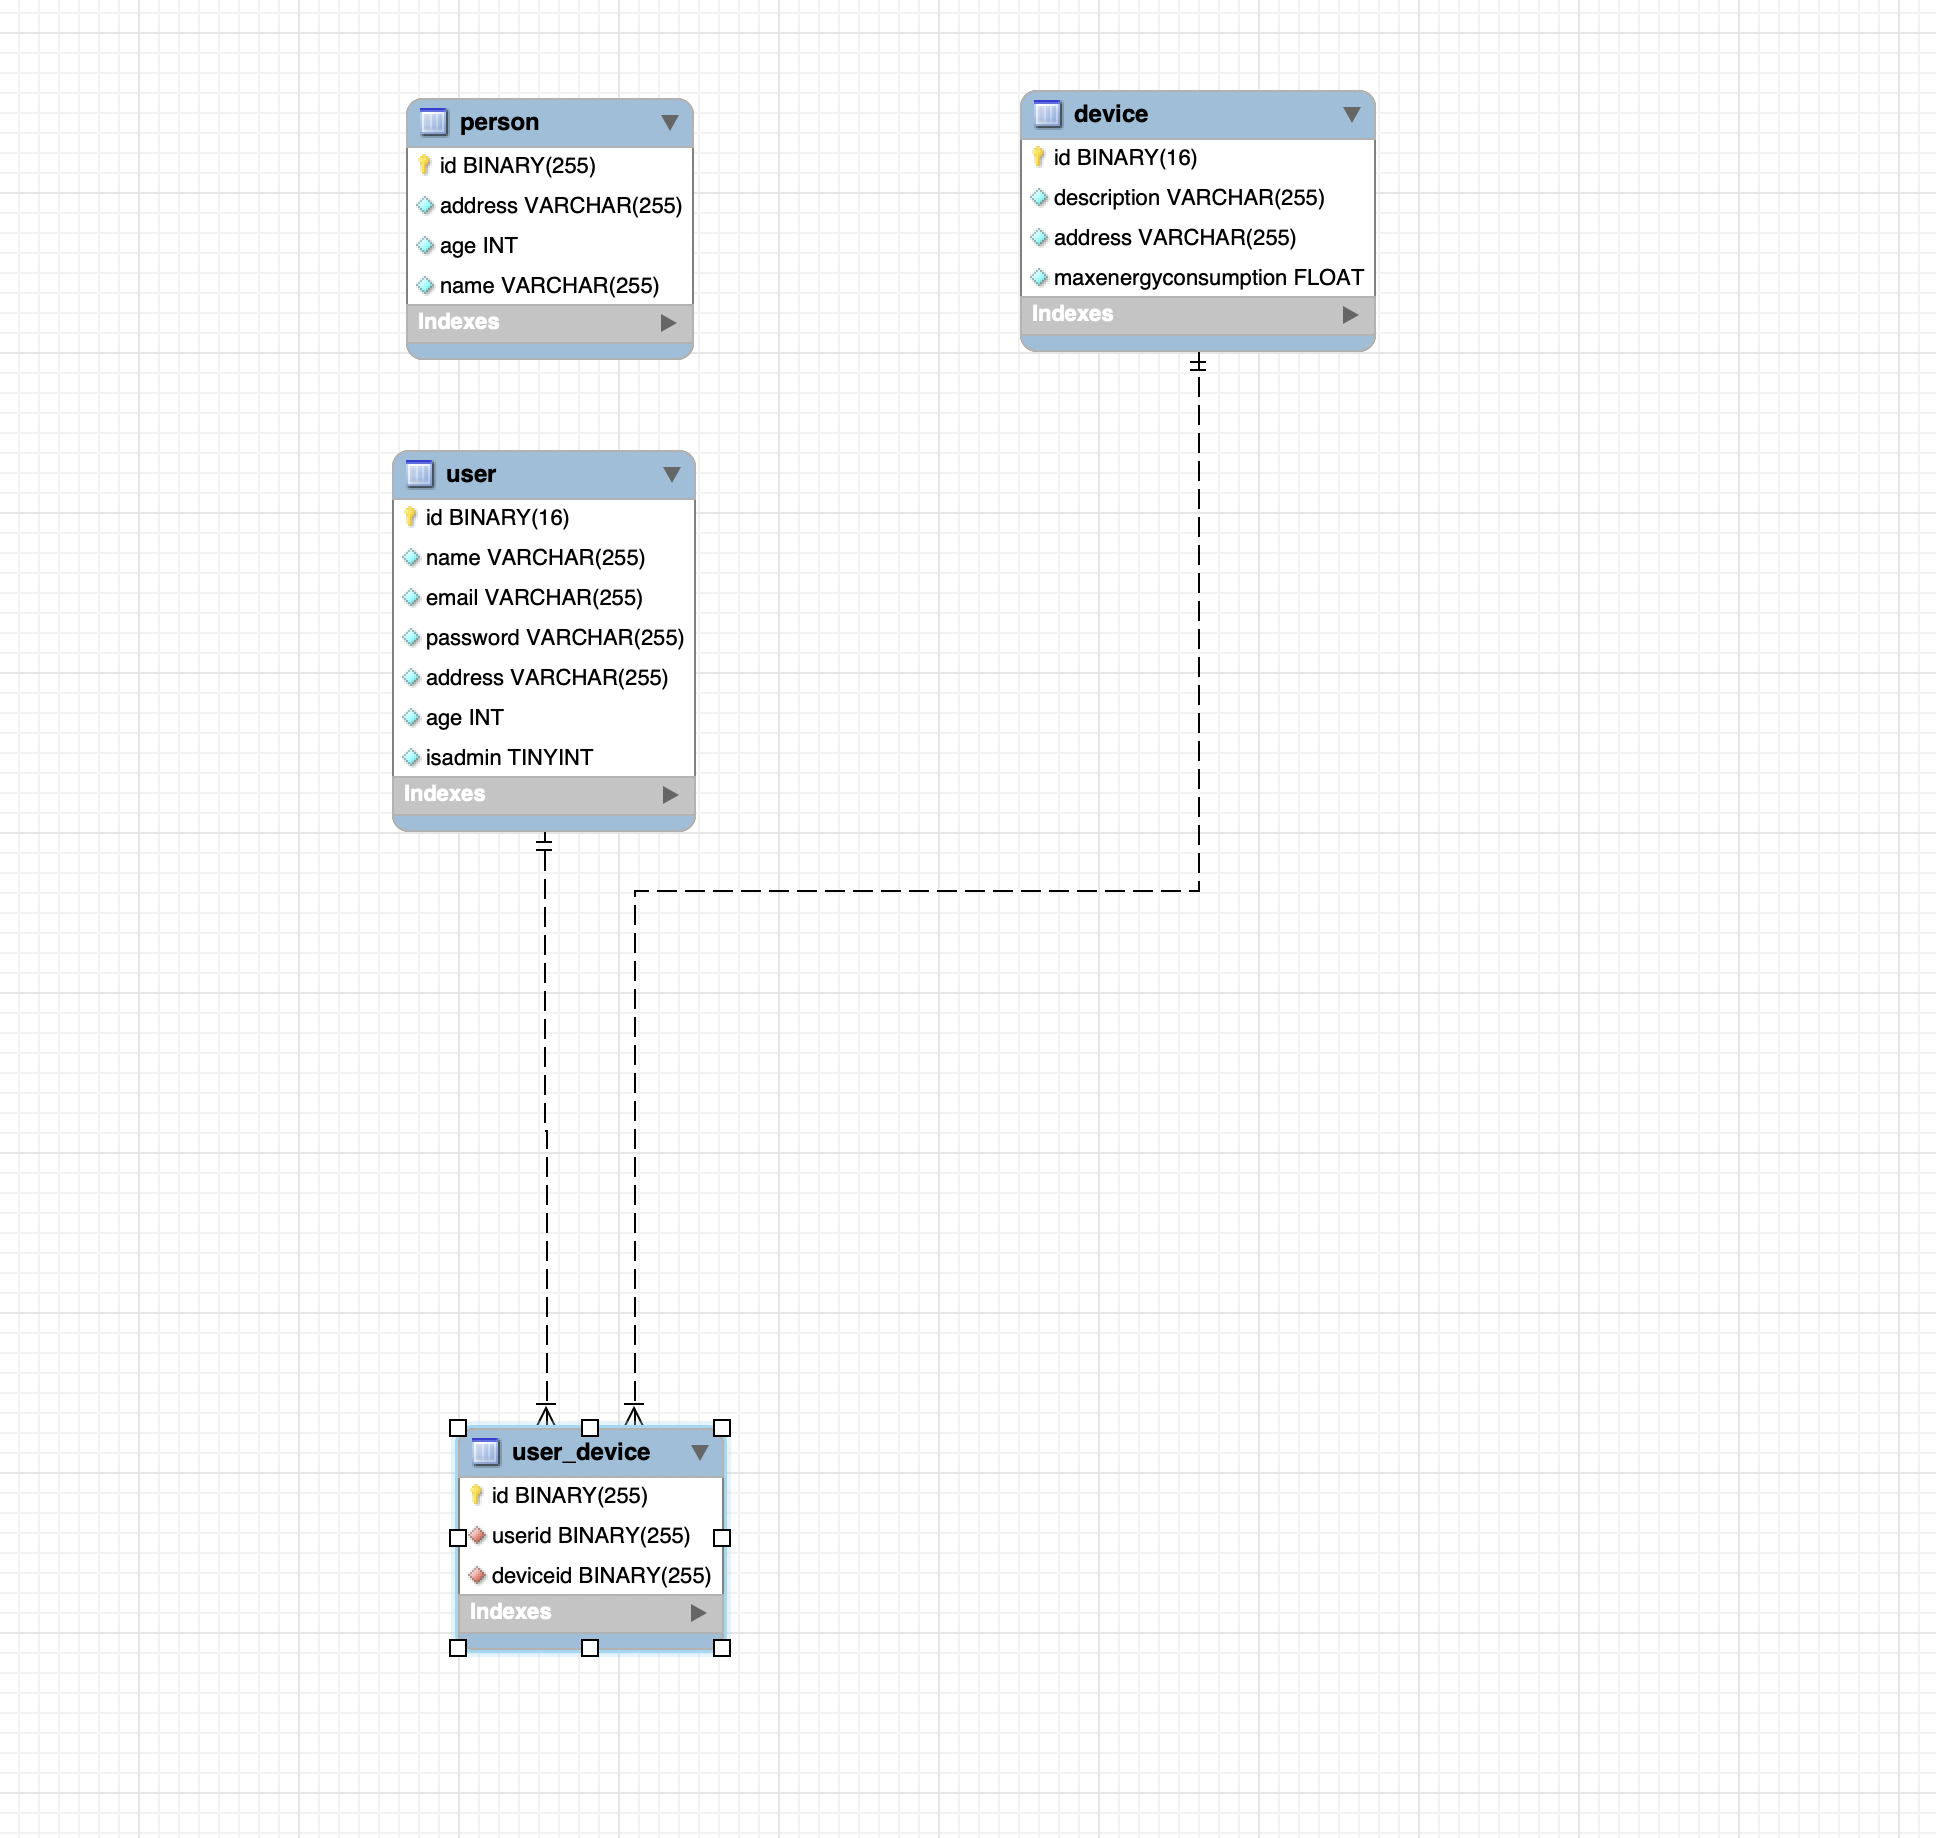 person
id BINARY(255)
address VARCHAR(255)
age INT
name VARCHAR(255)
Indexes
device
id BINARY(16)
description VARCHAR(255)
address VARCHAR(255)
maxenergyconsumption FLOAT
Indexes
user
id BINARY(16)
name VARCHAR(255)
email VARCHAR(255)
password VARCHAR(255)
address VARCHAR(255)
age INT
isadmin TINYINT
Indexes
user_device
id BINARY(255)
userid BINARY(255)
deviceid BINARY(255)
Indexes